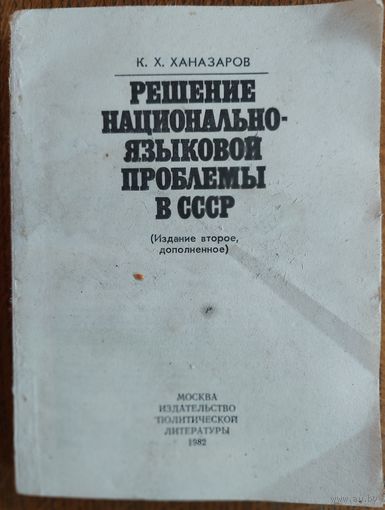 К. Х. ХАНАЗАРОВ
РЕШЕНИЕ
НАЦИОНАЛЬНО-
ЯЗЫКОВОЙ
ПРОБЛЕМЫ
В СССР
(Издание второе,
дополненное)
МОСКВА
ИЗДАТЕЛЬСТВО
ПОЛИТИЧЕСКОЙ
ЛИТЕРАТУРЫ
1982